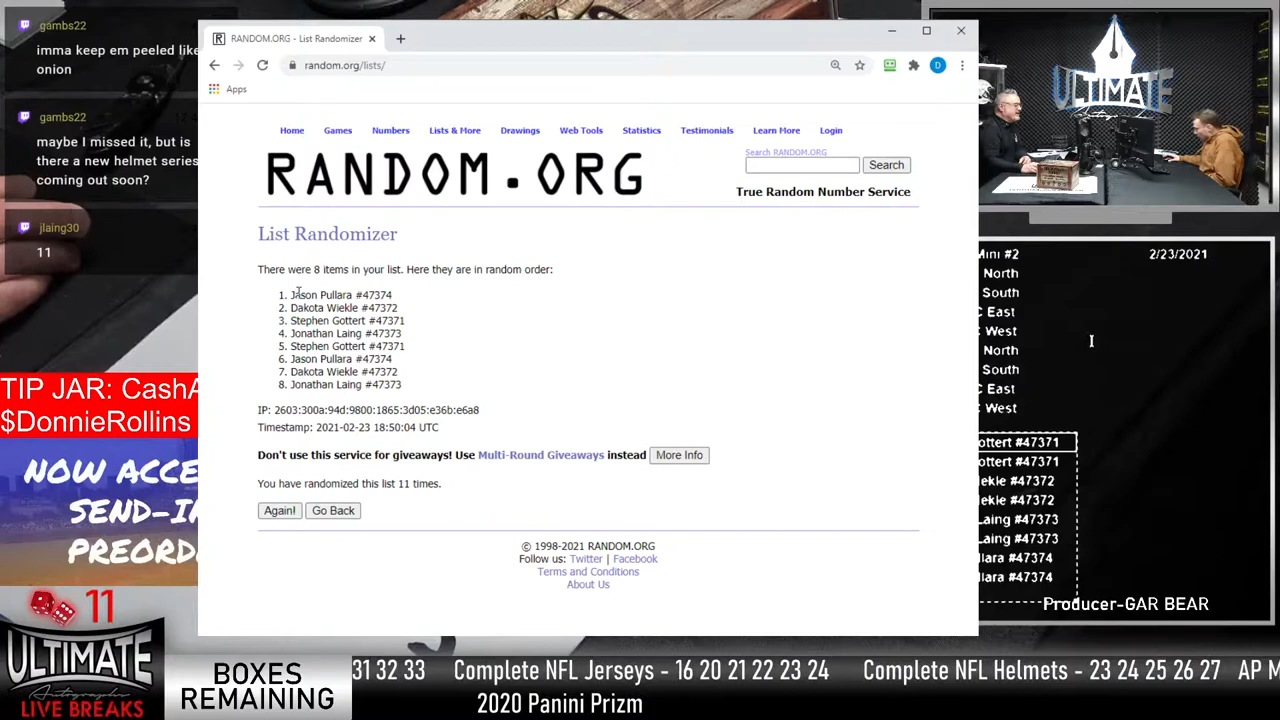 gambs22
imma keep em peeled like
onion
gambs22
maybe I missed it, but is
there a new helmet series
coming out soon?
jlaing30
11
TIP JAR: CashA
$DonnieRollins
NOW ACCE
SEND-IN
PREORD
11
ULTIMATE
Autographs
LIVE BREAKS
RANDOM.ORG - List Randomizer
random.org/lists/
D
Apps
Home Games Numbers Lists & More Drawings Web Tools Statistics Testimonials Learn More Login
RANDOM.ORG
Search RANDOM.ORG
Search
True Random Number Service
List Randomizer
There were 8 items in your list. Here they are in random order:
1. Jason Pullara #47374
2. Dakota Wiekle #47372
3. Stephen Gottert #47371
4. Jonathan Laing #47373
5. Stephen Gottert #47371
6. Jason Pullara #47374
7. Dakota Wiekle #47372
8. Jonathan Laing #47373
IP: 2603:300a:94d:9800:1865:3d05:e36b:e6a8
Timestamp: 2021-02-23 18:50:04 UTC
Don't use this service for giveaways! Use Multi-Round Giveaways instead More Info
You have randomized this list 11 times.
Again! Go Back
© 1998-2021 RANDOM.ORG
Follow us: Twitter | Facebook
Terms and Conditions
About Us
ULTIMATE
Mini #2 2/23/2021
North
South
C East
C West
North
South
C East
C West
ottert #47371
ottert #47371
iekle #47372
iekle #47372
Laing #47373
Laing #47373
llara #47374
llara #47374
Producer-GAR BEAR
BOXES
REMAINING
31 32 33 Complete NFL Jerseys - 16 20 21 22 23 24 Complete NFL Helmets - 23 24 25 26 27 AP M
2020 Panini Prizm